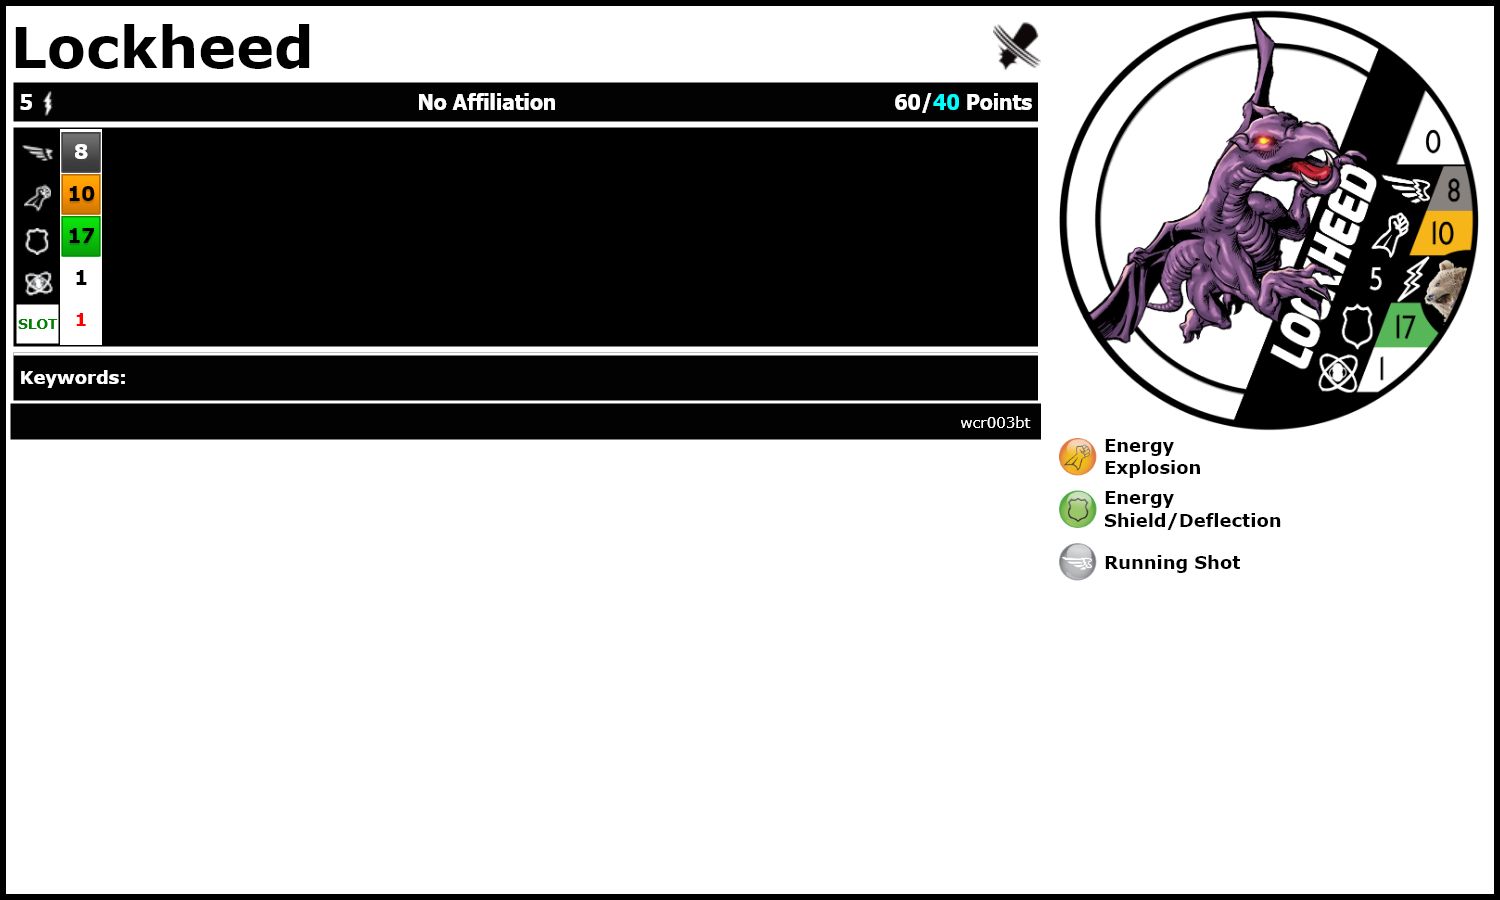 Lockheed
5 No Affiliation 60/40 Points
8
10
17
1
SLOT 1
Keywords:
wcr003bt
LOCKHEED
0
8
10
5
17
1
Energy
Explosion
Energy
Shield/Deflection
Running Shot